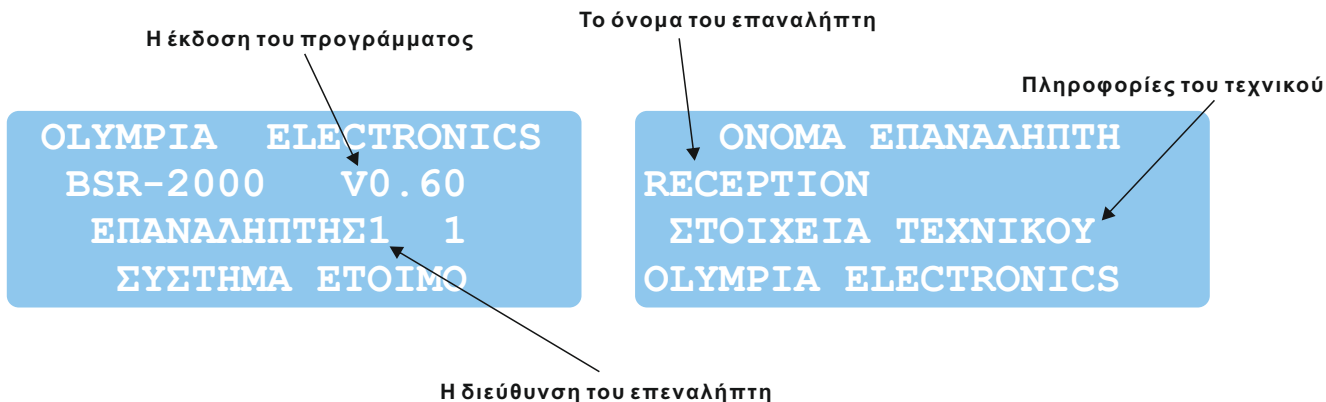 Το όνομα του επαναλήπτη
Η έκδοση του προγράμματος
Πληροφορίες του τεχνικού
OLYMPIA ELECTRONICS
BSR-2000 V0.60
ΕΠΑΝΑΛΗΠΤΗΣ1 1
ΣΥΣΤΗΜΑ ΕΤΟΙΜΟ
ΟΝΟΜΑ ΕΠΑΝΑΛΗΠΤΗ
RECEPTION
ΣΤΟΙΧΕΙΑ ΤΕΧΝΙΚΟΥ
OLYMPIA ELECTRONICS
Η διεύθυνση του επεναλήπτη